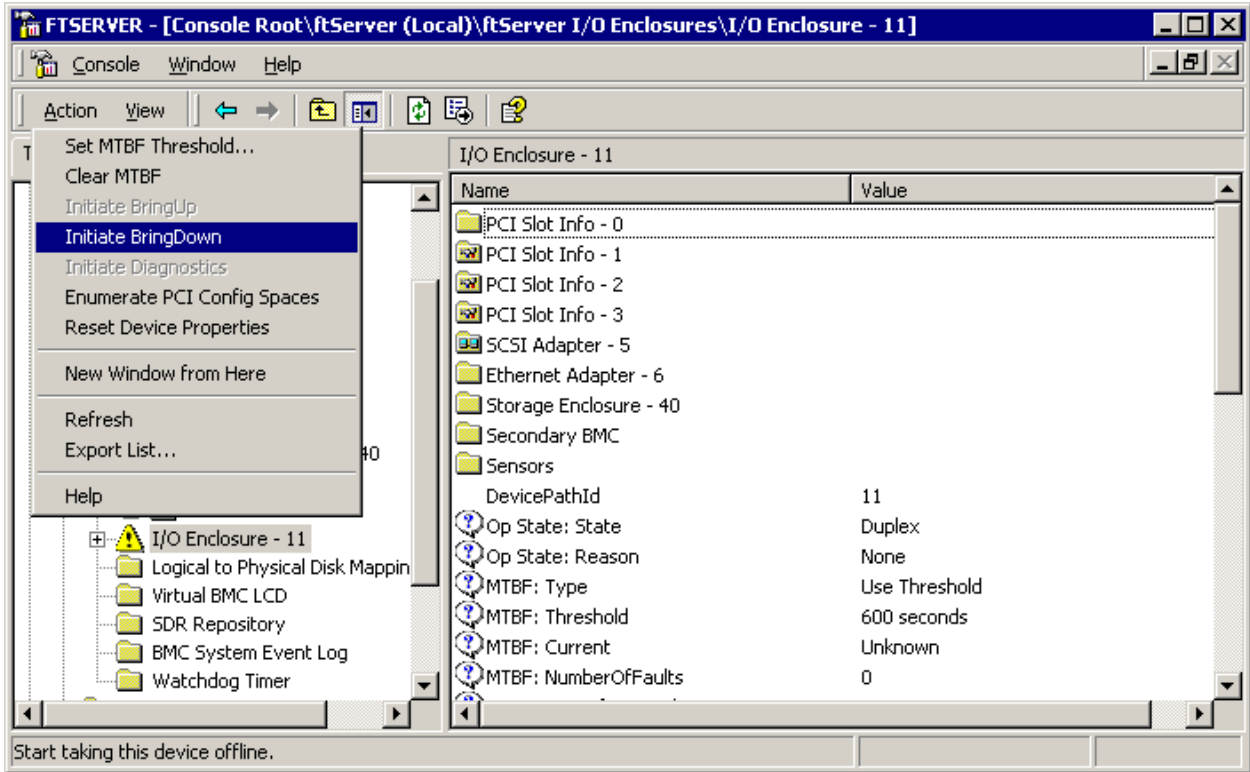 FTSERVER - [Console Root\ftServer (Local)\ftServer I/O Enclosures\I/O Enclosure - 11]
Console Window Help
Action View
T
Set MTBF Threshold...
Clear MTBF
Initiate BringUp
Initiate BringDown
Initiate Diagnostics
Enumerate PCI Config Spaces
Reset Device Properties
New Window from Here
Refresh
Export List...
40
Help
I/O Enclosure - 11
Logical to Physical Disk Mappin
Virtual BMC LCD
SDR Repository
BMC System Event Log
Watchdog Timer
I/O Enclosure - 11
Name Value
PCI Slot Info - 0
PCI Slot Info - 1
PCI Slot Info - 2
PCI Slot Info - 3
SCSI Adapter - 5
Ethernet Adapter - 6
Storage Enclosure - 40
Secondary BMC
Sensors
DevicePathId 11
Op State: State Duplex
Op State: Reason None
MTBF: Type Use Threshold
MTBF: Threshold 600 seconds
MTBF: Current Unknown
MTBF: NumberOfFaults 0
Start taking this device offline.